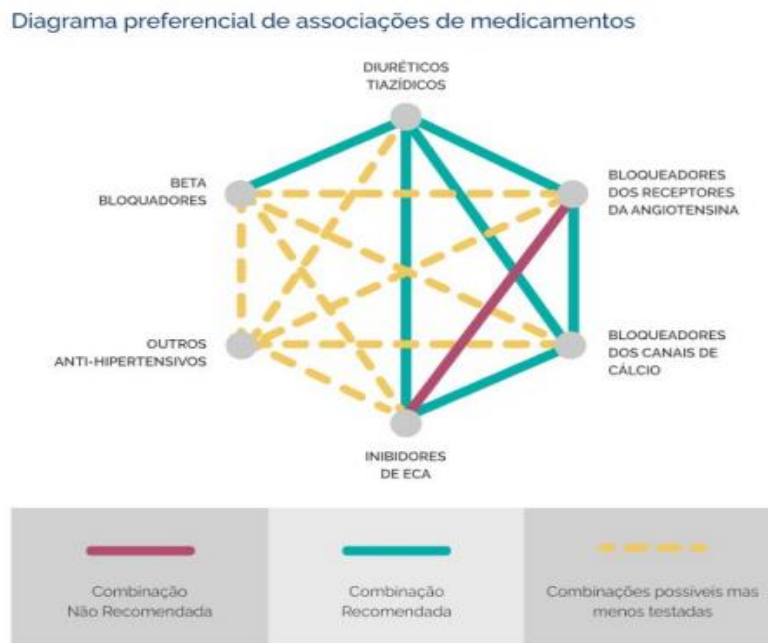 Diagrama preferencial de associações de medicamentos
DIURÉTICOS
TIAZÍDICOS
BETA
BLOQUADORES
BLOQUEADORES
DOS RECEPTORES
DA ANGIOTENSINA
OUTROS
ANTI-HIPERTENSIVOS
BLOQUEADORES
DOS CANAIS DE
CÁLCIO
INIBIDORES
DE ECA
Combinação
Não Recomendada
Combinação
Recomendada
Combinações possíveis mas
menos testadas